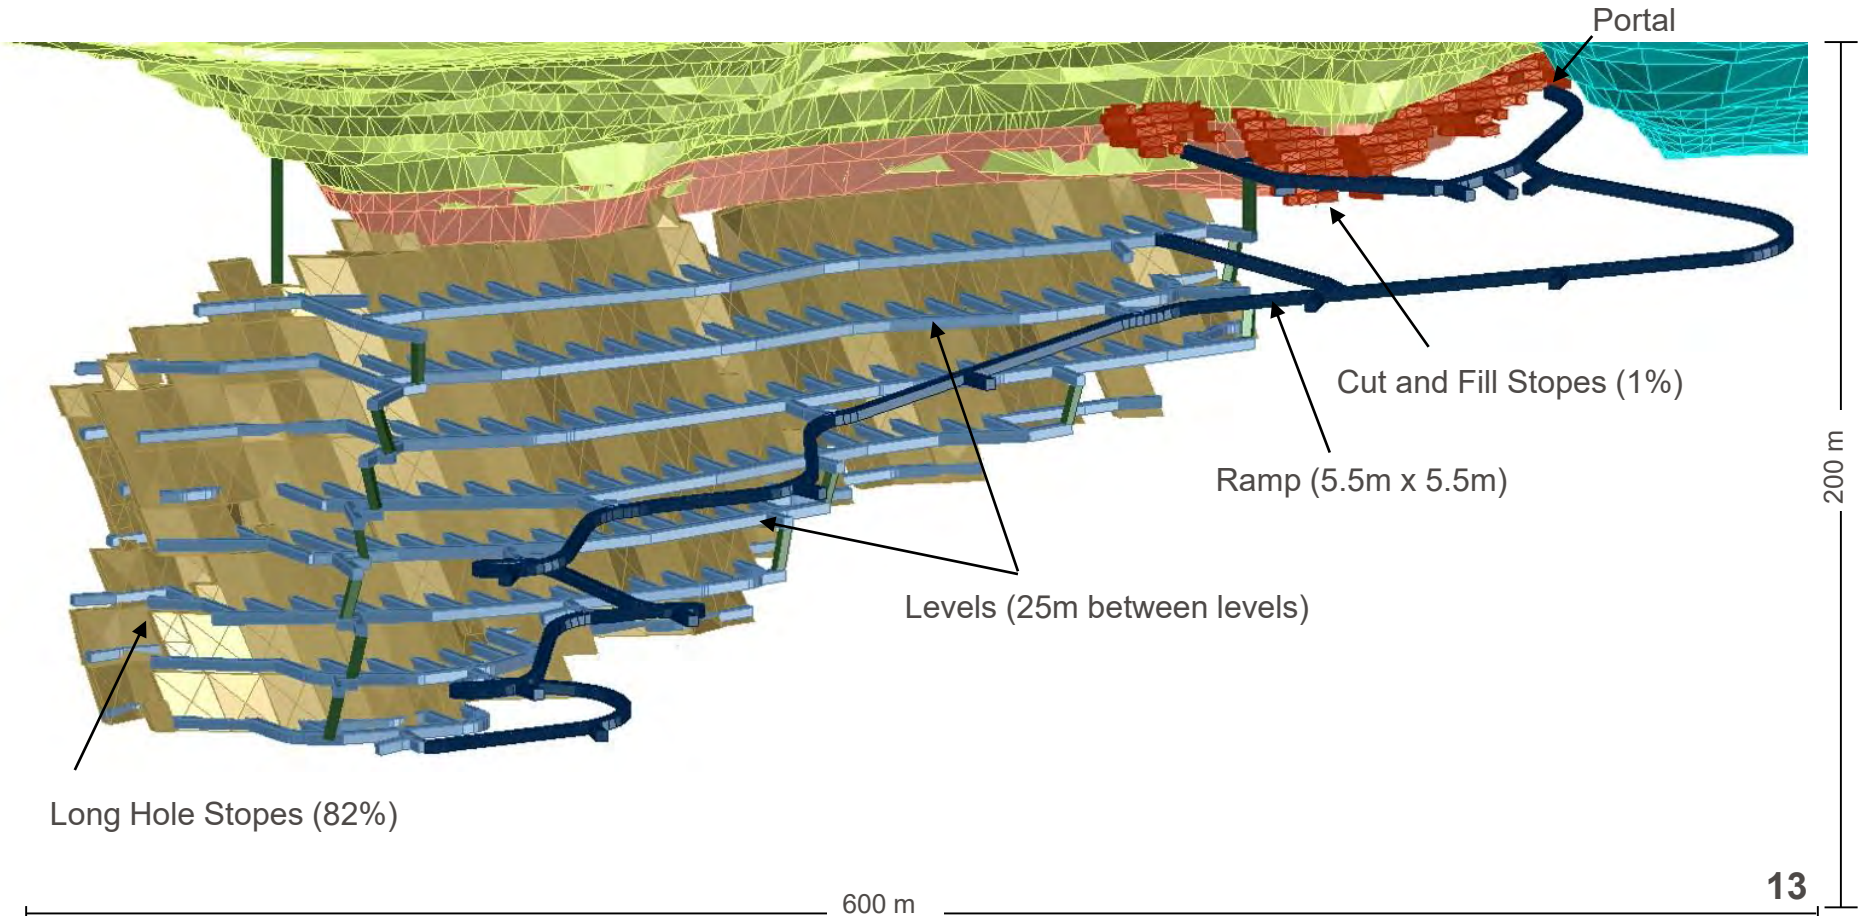 Portal
Cut and Fill Stopes (1%)
200 m
Ramp (5.5m x 5.5m)
Levels (25m between levels)
Long Hole Stopes (82%)
13
600 m